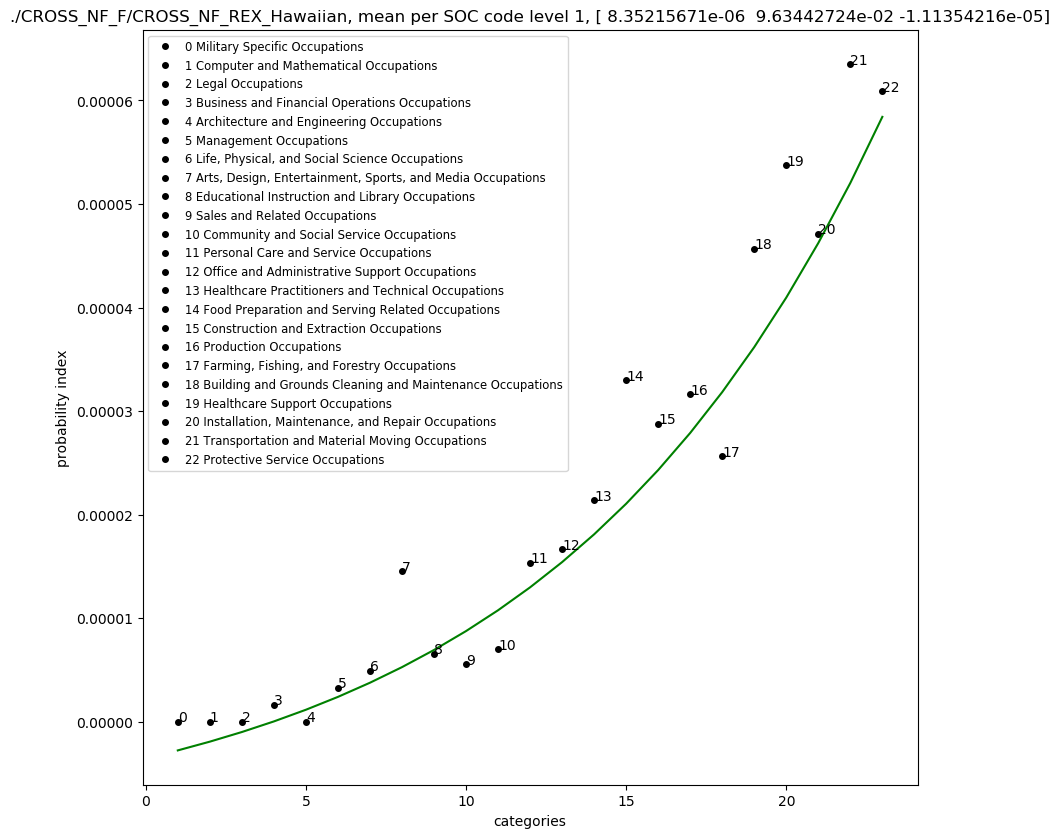 ./CROSS_NF_F/CROSS_NF_REX_Hawaiian, mean per SOC code level 1, [ 8.35215671e-06  9.63442724e-02 -1.11354216e-05]
0 Military Specific Occupations
1 Computer and Mathematical Occupations
2 Legal Occupations
3 Business and Financial Operations Occupations
4 Architecture and Engineering Occupations
5 Management Occupations
6 Life, Physical, and Social Science Occupations
7 Arts, Design, Entertainment, Sports, and Media Occupations
8 Educational Instruction and Library Occupations
9 Sales and Related Occupations
10 Community and Social Service Occupations
11 Personal Care and Service Occupations
12 Office and Administrative Support Occupations
13 Healthcare Practitioners and Technical Occupations
14 Food Preparation and Serving Related Occupations
15 Construction and Extraction Occupations
16 Production Occupations
17 Farming, Fishing, and Forestry Occupations
18 Building and Grounds Cleaning and Maintenance Occupations
19 Healthcare Support Occupations
20 Installation, Maintenance, and Repair Occupations
21 Transportation and Material Moving Occupations
22 Protective Service Occupations
probability index
0.00006
0.00005
0.00004
0.00003
0.00002
0.00001
0.00000
0
1
2
3
4
5
6
7
8
9
10
11
12
13
14
15
16
17
18
19
20
21
22
0 5 10 15 20
categories